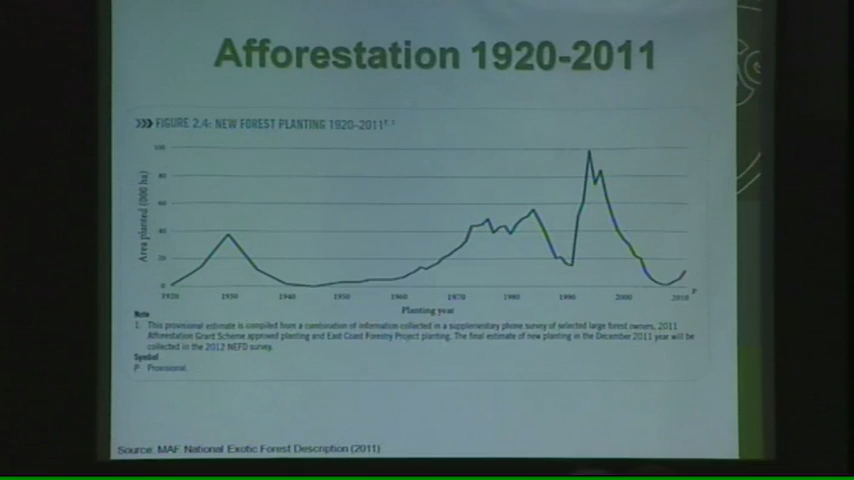 Afforestation 1920-2011
FIGURE 2.4: NEW FOREST PLANTING 1920–2011
100
80
60
40
20
0
Area planted (000 ha)
1920 1930 1940 1950 1960 1970 1980 1990 2000 2010 P
Planting year
Note
1. This provisional estimate is compiled from a combination of information collected in a supplementary phone survey of selected large forest owners, 2011
Afforestation Grant Scheme approved planting and East Coast Forestry Project planting. The final estimate of new planting in the December 2011 year will be
collected in the 2012 NEFD survey.
Symbol
P Provisional.
Source: MAF National Exotic Forest Description (2011)